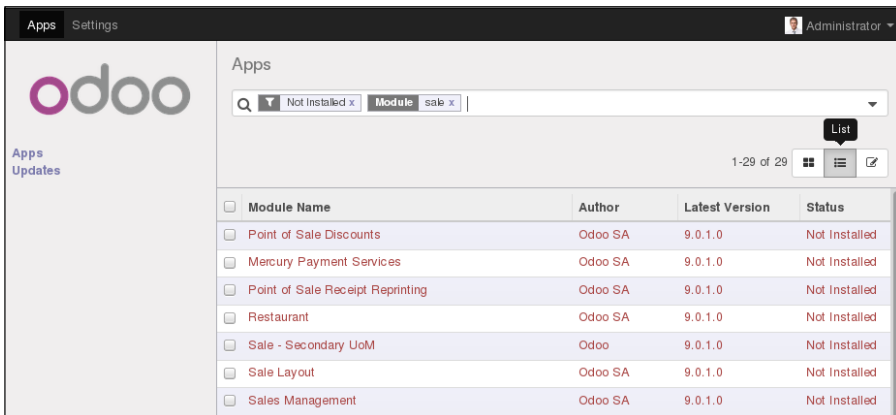 Apps Settings Administrator
odoo
Apps
Not Installed x Module sale x
List
Apps
Updates
1-29 of 29
Module Name Author Latest Version Status
Point of Sale Discounts Odoo SA 9.0.1.0 Not Installed
Mercury Payment Services Odoo SA 9.0.1.0 Not Installed
Point of Sale Receipt Reprinting Odoo SA 9.0.1.0 Not Installed
Restaurant Odoo SA 9.0.1.0 Not Installed
Sale - Secondary UoM Odoo 9.0.1.0 Not Installed
Sale Layout Odoo SA 9.0.1.0 Not Installed
Sales Management Odoo SA 9.0.1.0 Not Installed